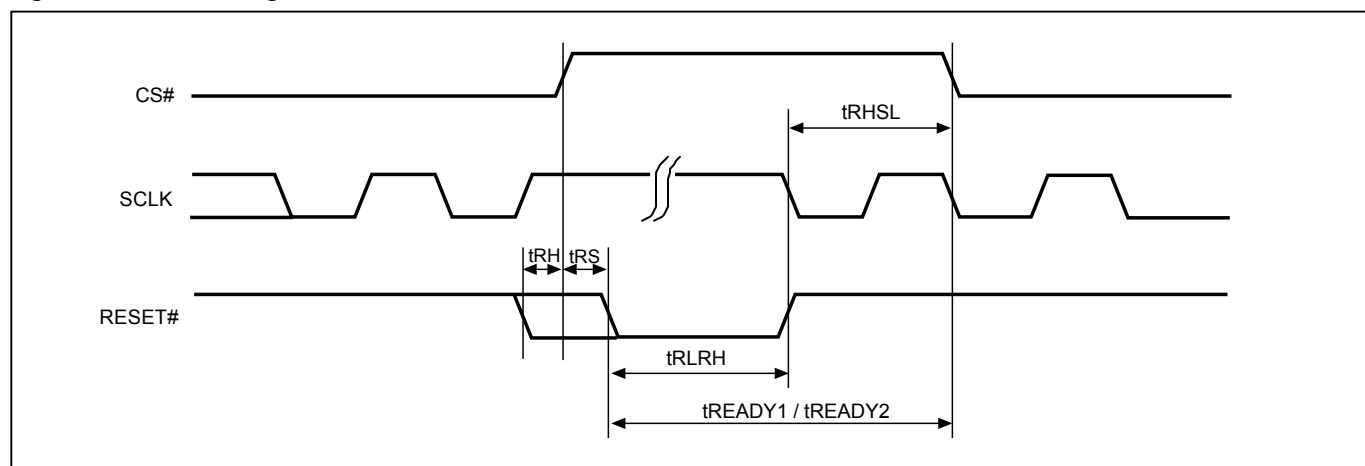 CS#
tRHSL
SCLK
tRH tRS
RESET#
tRLRH
tREADY1 / tREADY2